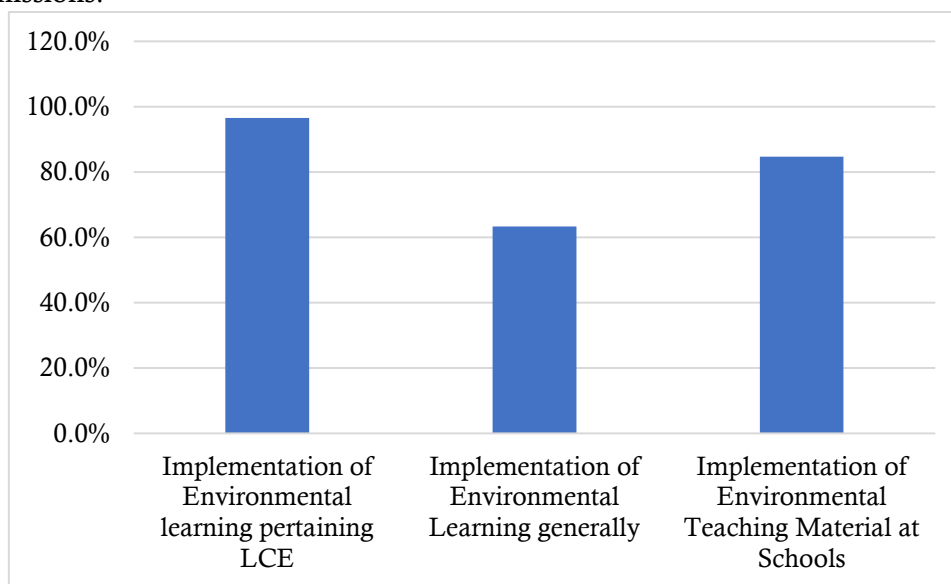 120.0%
100.0%
80.0%
60.0%
40.0%
20.0%
0.0%
Implementation of
Environmental
learning pertaining
LCE
Implementation of
Environmental
Learning generally
Implementation of
Environmental
Teaching Material at
Schools